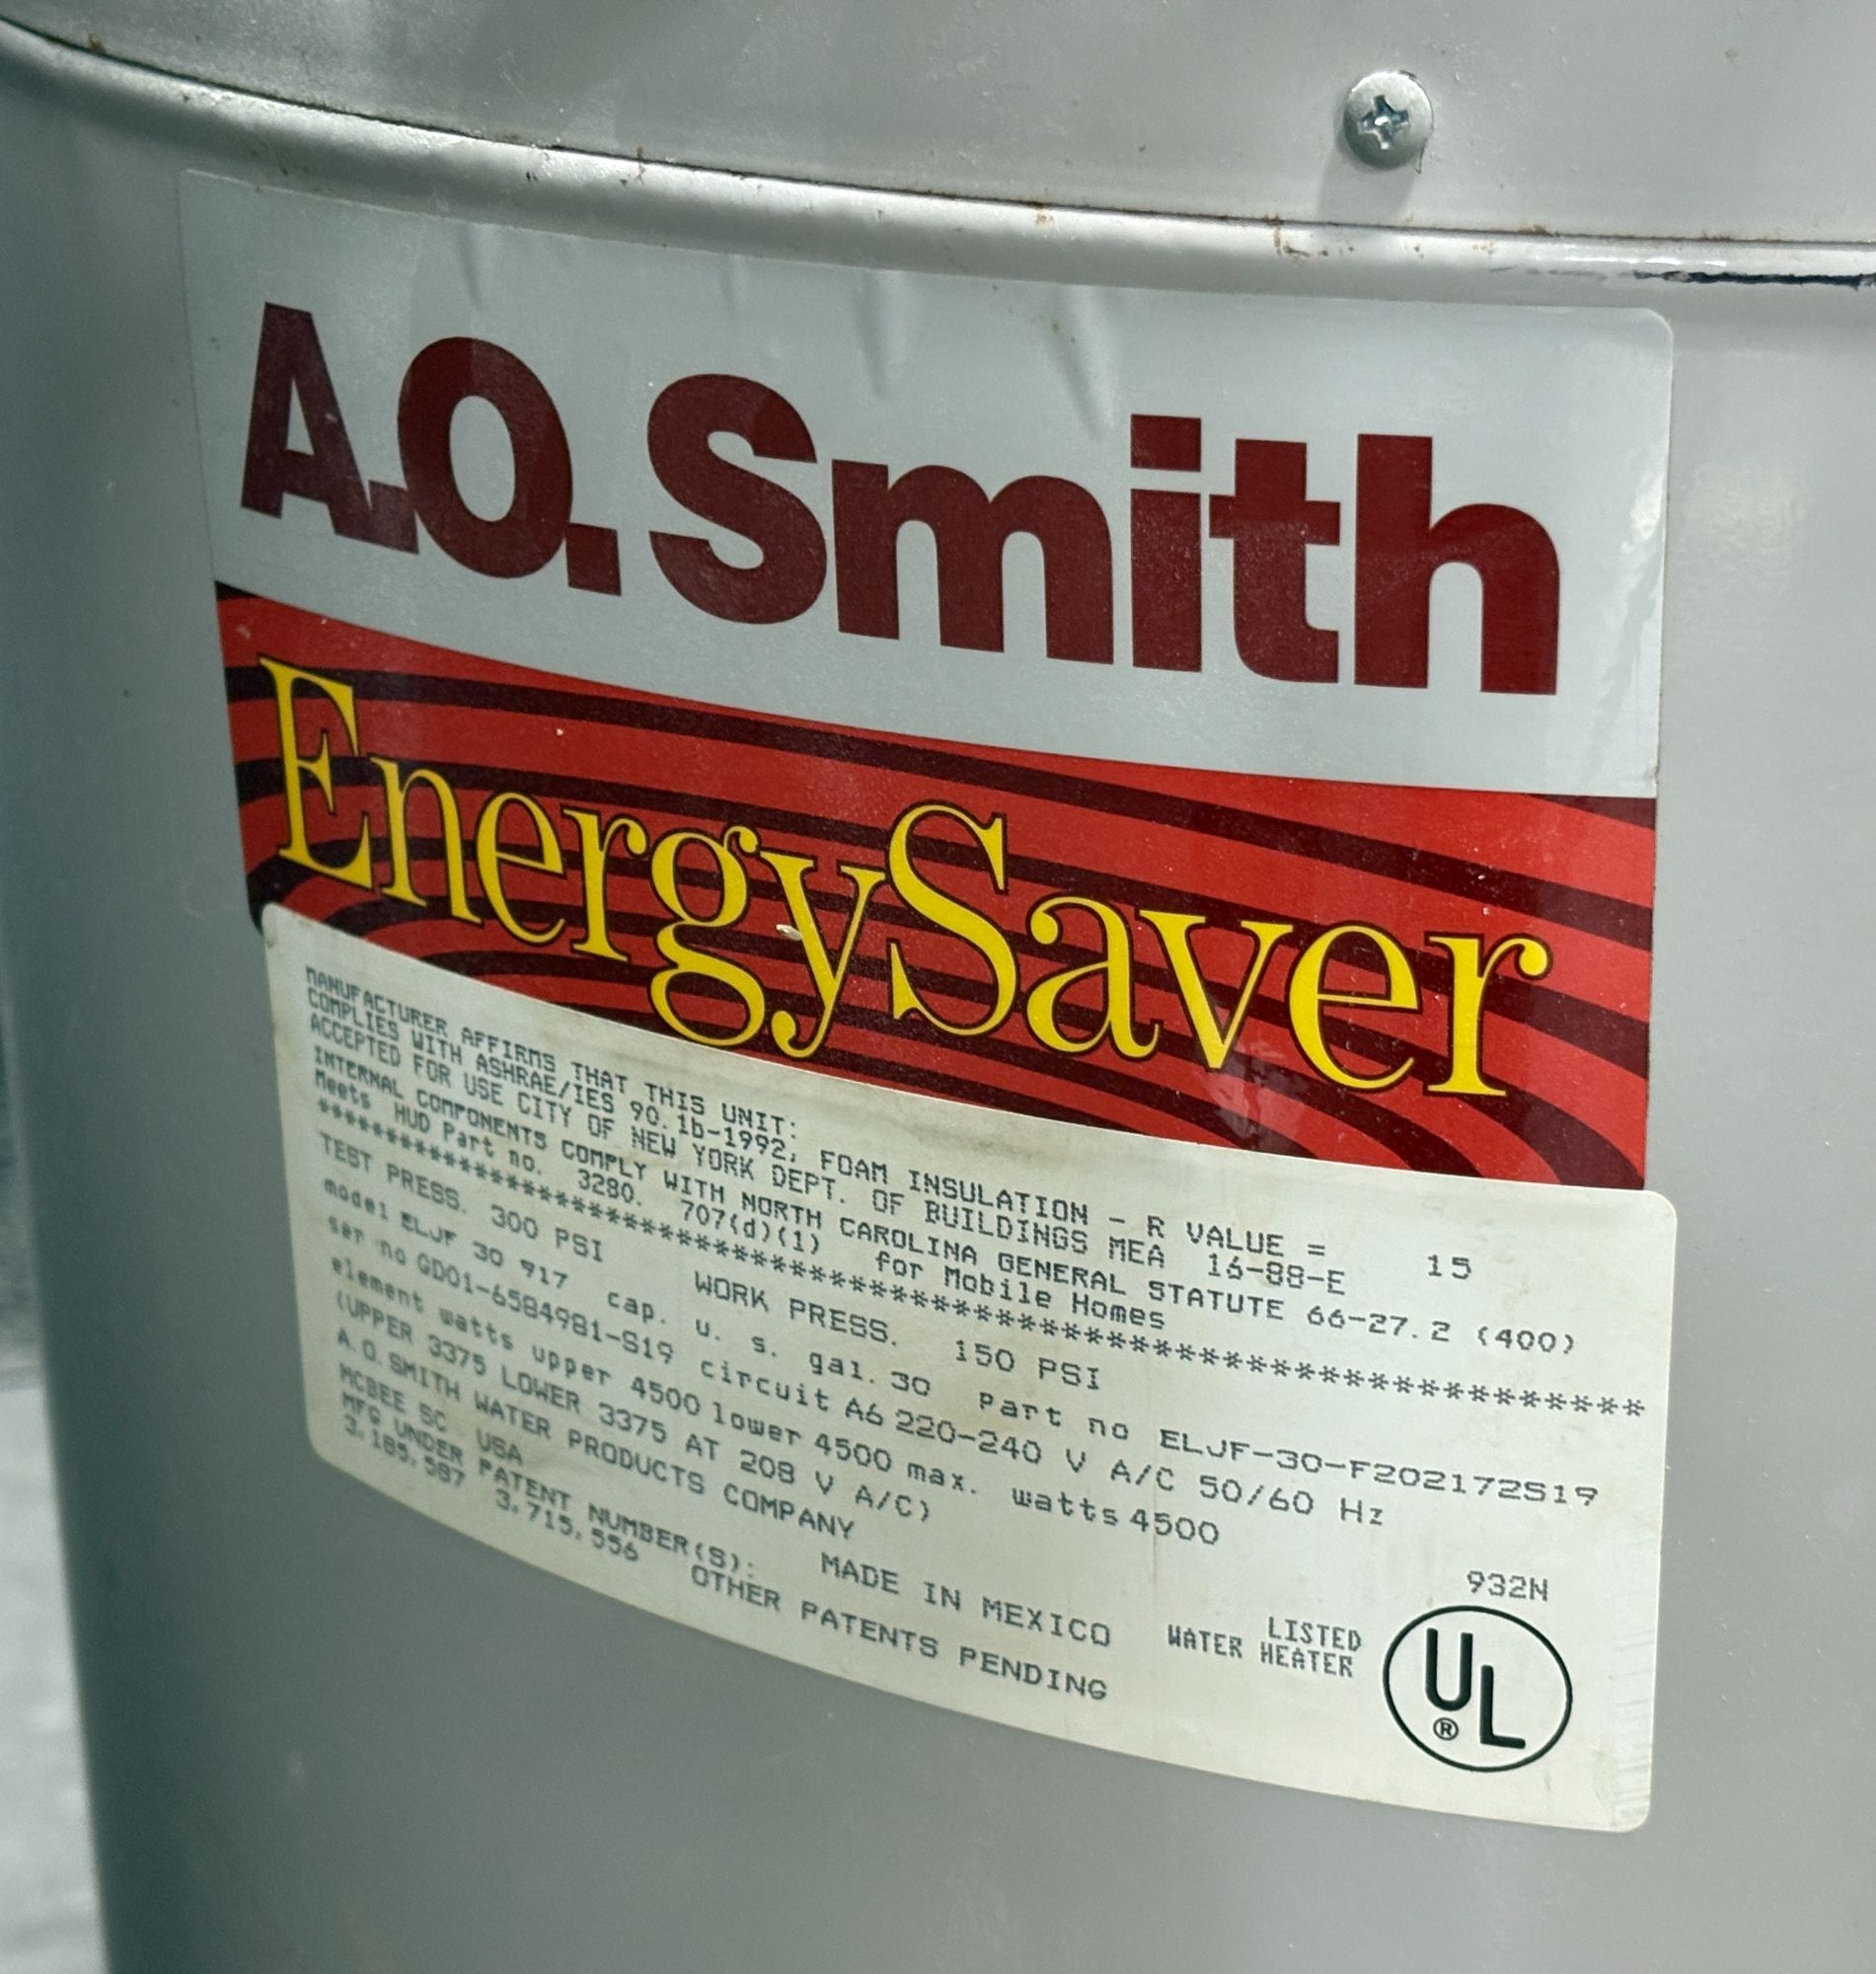 A.O. Smith
EnergySaver
MANUFACTURER AFFIRMS THAT THIS UNIT:
COMPLIES WITH ASHRAE/IES 90.1b-1992, FOAM INSULATION - R VALUE = 15
ACCEPTED FOR USE CITY OF NEW YORK DEPT. OF BUILDINGS MEA 16-88-E
INTERNAL COMPONENTS COMPLY WITH NORTH CAROLINA GENERAL STATUTE 66-27.2 (400)
Meets HUD Part no. 3280. 707(d)(1) for Mobile Homes
TEST PRESS. 300 PSI WORK PRESS. 150 PSI
model ELJF 30 917 cap. u. s. gal. 30 Part no ELJF-30-F202172S19
ser no GD01-6584981-S19 circuit A6 220-240 V A/C 50/60 Hz
element watts upper 4500 lower 4500 max. watts 4500
(UPPER 3375 LOWER 3375 AT 208 V A/C)
A.O.SMITH WATER PRODUCTS COMPANY
MCBEE SC USA MADE IN MEXICO
MFG UNDER PATENT NUMBER(S):
3,185,587 3,715,556 OTHER PATENTS PENDING
932N
LISTED
WATER HEATER
UL
®